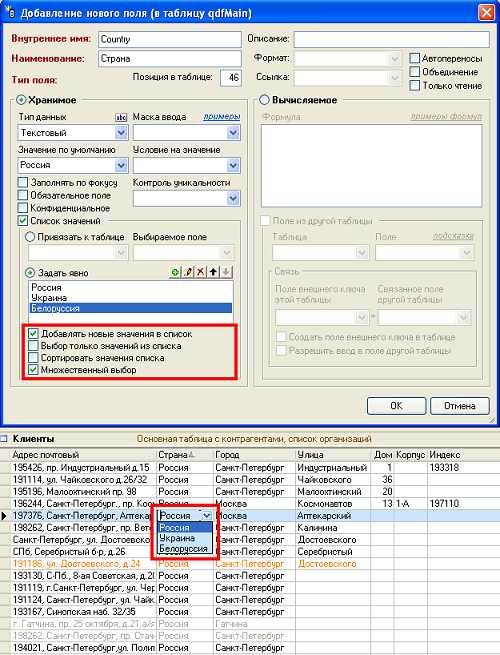 Добавление нового поля (в таблицу qdfMain)
Внутреннее имя: Country Описание:
Наименование: Страна Формат: Автопереносы
Тип поля: Позиция в таблице: 46 Ссылка: Объединение
Только чтение
Хранимое Вычисляемое
Тип данных abc Маска ввода примеры Формула примеры формул
Текстовый
Значение по умолчанию Условие на значение
Россия
Заполнять по фокусу Контроль уникальности
Обязательное поле
Конфиденциальное
Список значений Поле из другой таблицы
Привязать к таблице Выбираемое поле Таблица Поле подсказка
Задать явно Связь
Россия Поле внешнего ключа этой таблицы Связанное поле другой таблицы
Украина
Белоруссия =
Добавлять новые значения в список Создать поле внешнего ключа в таблице
Выбор только значений из списка Разрешить ввод в поле другой таблицы
Сортировать значения списка
Множественный выбор
OK Отмена
Клиенты Основная таблица с контрагентами, список организаций
Адрес почтовый Страна Город Улица Дом Корпус Индекс
195426, пр. Индустриальный д.15 Россия Санкт-Петербург Индустриальный 1 193318
191114, ул. Чайковского д.26/32 Россия Санкт-Петербург Чайковского 36
195196, Малоохтинский пр. 98 Россия Санкт-Петербург Малоохтинский 20
196244, Санкт-Петербург., пр. Косм Россия Москва Космонавтов 13 1-А 197110
197376, Санкт-Петербург, Аптека Россия Москва Аптекарский
198262, Санкт-Петербург, пр. Вете Россия Санкт-Петербург Калинина
Санкт-Петербург, ул. Достоевског Украина Санкт-Петербург Достоевского
СПб, Серебристый б-р, д.26 Белоруссия Санкт-Петербург Серебристый
191186, ул. Достоевского, д.24 Россия Санкт-Петербург Достоевского
193130, С-Пб., 8-ая Советская, д.2 Россия Санкт-Петербург
191119, г.Санкт-Петербург, ул. Чер Россия Санкт-Петербург
191124, Санкт-Петербург, ул. Тверс Россия Санкт-Петербург
193167, Синопская наб. 32/35 Россия Санкт-Петербург
г. Гатчина, пр. 25 октября, д.21,а/я Россия Гатчина
198262, Санкт-Петербург, пр. Стач Россия Санкт-Петербург
194021, Санкт-Петербург,ул. Полит Россия Санкт-Петербург